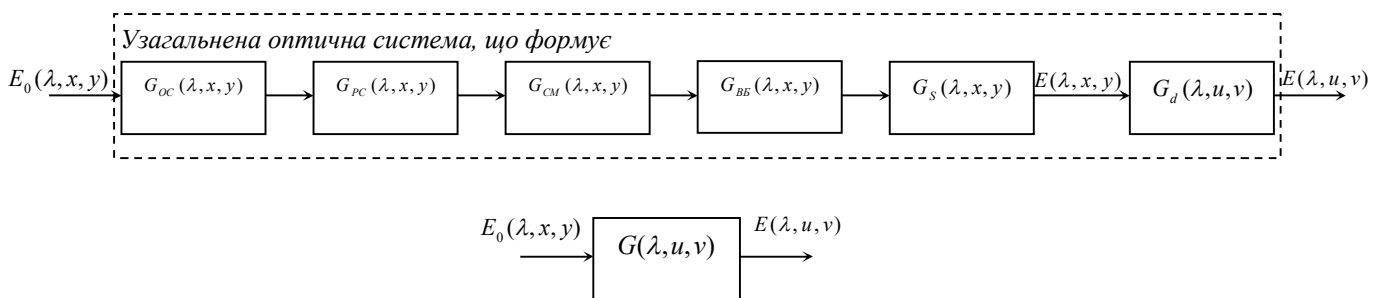 Узагальнена оптична система, що формує
E₀(λ, x, y) G_ОС(λ, x, y) G_РС(λ, x, y) G_СМ(λ, x, y) G_ВБ(λ, x, y) G_S(λ, x, y) E(λ, x, y) G_d(λ, u, v) E(λ, u, v)
E₀(λ, x, y) G(λ, u, v) E(λ, u, v)